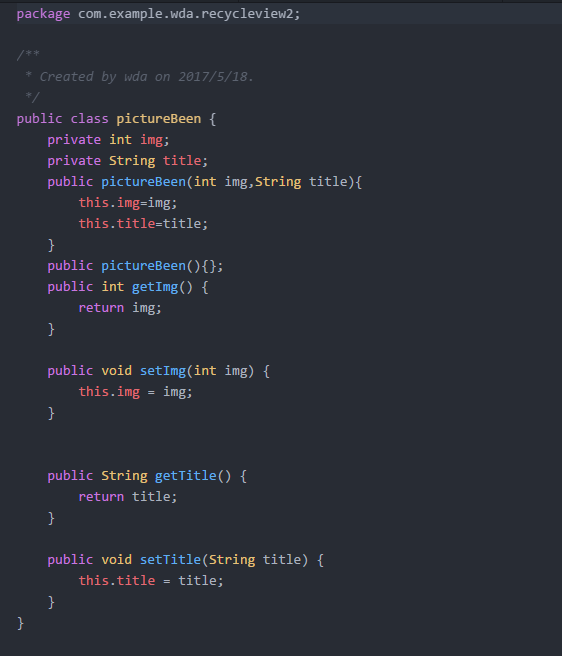 package com.example.wda.recycleview2;
/**
 * Created by wda on 2017/5/18.
 */
public class pictureBeen {
    private int img;
    private String title;
    public pictureBeen(int img,String title){
        this.img=img;
        this.title=title;
    }
    public pictureBeen(){};
    public int getImg() {
        return img;
    }
    public void setImg(int img) {
        this.img = img;
    }
    public String getTitle() {
        return title;
    }
    public void setTitle(String title) {
        this.title = title;
    }
}